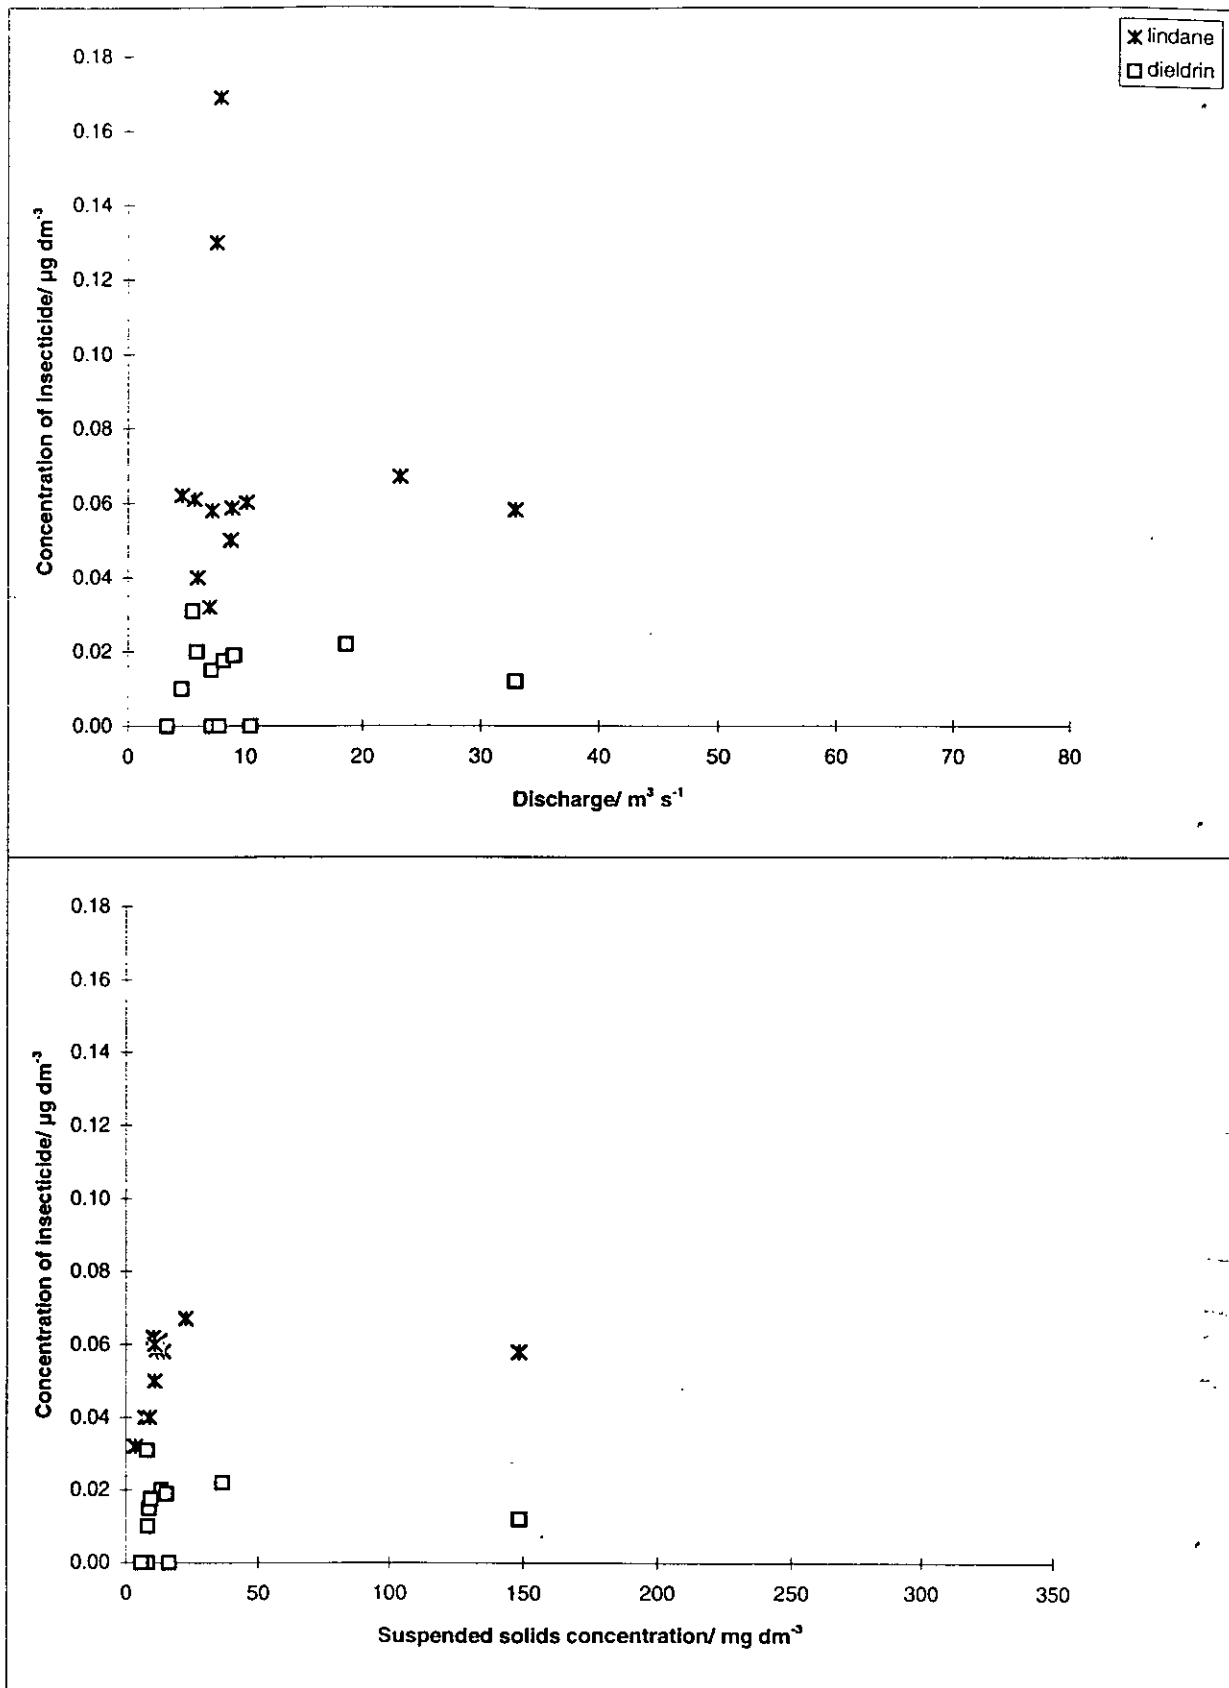 lindane
dieldrin
0.18
0.16
0.14
0.12
0.10
0.08
0.06
0.04
0.02
0.00
Concentration of insecticide/ µg dm-3
0 10 20 30 40 50 60 70 80
Discharge/ m³ s-1
0.18
0.16
0.14
0.12
0.10
0.08
0.06
0.04
0.02
0.00
Concentration of insecticide/ µg dm-3
0 50 100 150 200 250 300 350
Suspended solids concentration/ mg dm-3